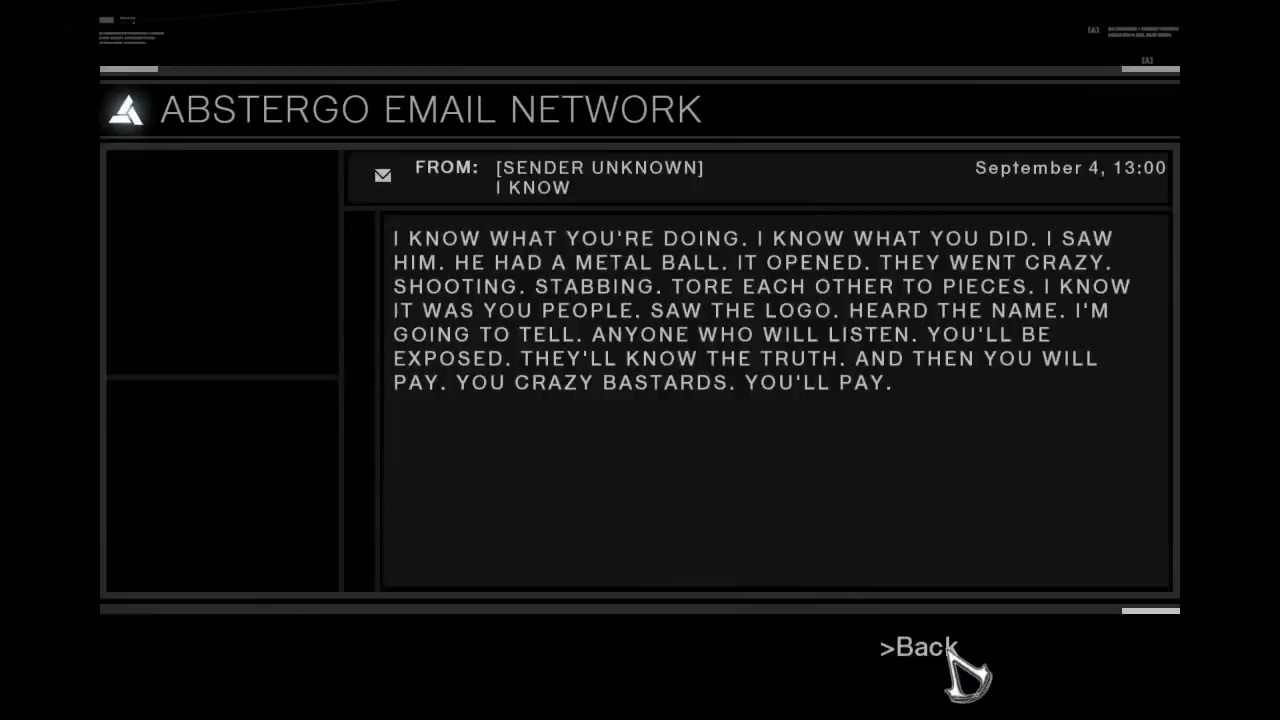 [A]
[A]
ABSTERGO EMAIL NETWORK
FROM: [SENDER UNKNOWN] September 4, 13:00
I KNOW
I KNOW WHAT YOU'RE DOING. I KNOW WHAT YOU DID. I SAW
HIM. HE HAD A METAL BALL. IT OPENED. THEY WENT CRAZY.
SHOOTING. STABBING. TORE EACH OTHER TO PIECES. I KNOW
IT WAS YOU PEOPLE. SAW THE LOGO. HEARD THE NAME. I'M
GOING TO TELL. ANYONE WHO WILL LISTEN. YOU'LL BE
EXPOSED. THEY'LL KNOW THE TRUTH. AND THEN YOU WILL
PAY. YOU CRAZY BASTARDS. YOU'LL PAY.
>Back